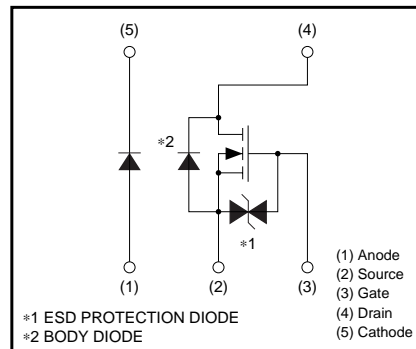 (5) (4)
∗2
∗1
(1) (2) (3)
(1) Anode
(2) Source
(3) Gate
(4) Drain
(5) Cathode
∗1 ESD PROTECTION DIODE
∗2 BODY DIODE